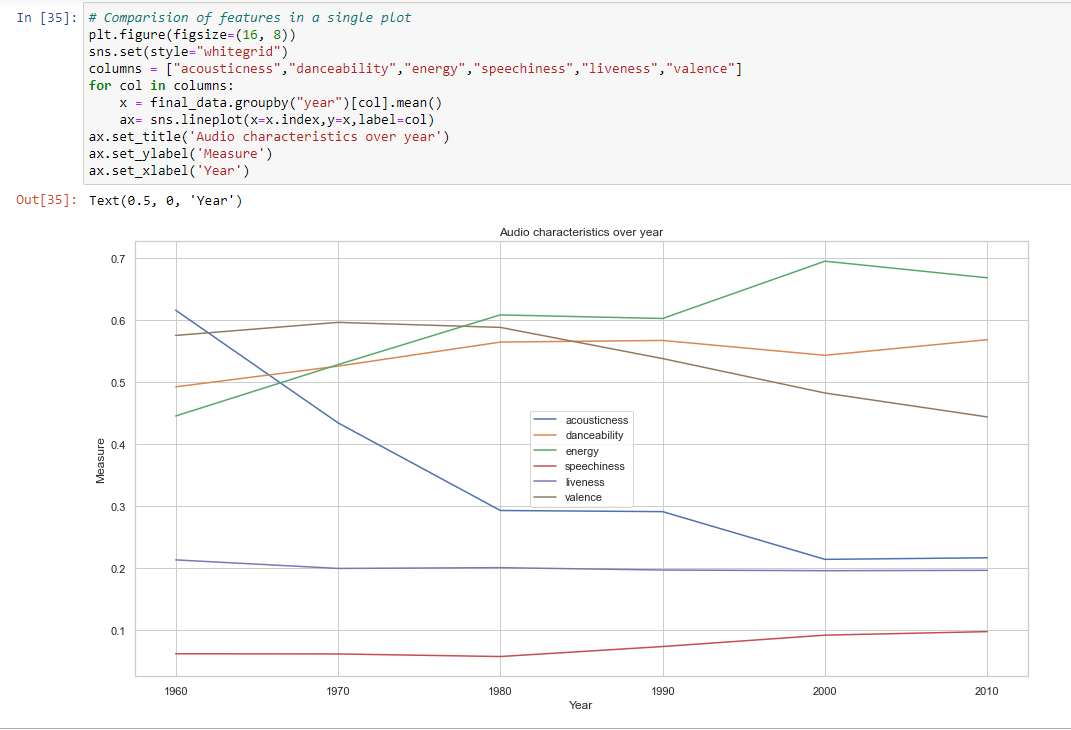 In [35]: # Comparision of features in a single plot
plt.figure(figsize=(16, 8))
sns.set(style="whitegrid")
columns = ["acousticness","danceability","energy","speechiness","liveness","valence"]
for col in columns:
    x = final_data.groupby("year")[col].mean()
    ax= sns.lineplot(x=x.index,y=x,label=col)
ax.set_title('Audio characteristics over year')
ax.set_ylabel('Measure')
ax.set_xlabel('Year')
Out[35]: Text(0.5, 0, 'Year')
Audio characteristics over year
0.7
0.6
0.5
0.4
0.3
0.2
0.1
Measure
acousticness
danceability
energy
speechiness
liveness
valence
1960 1970 1980 1990 2000 2010
Year